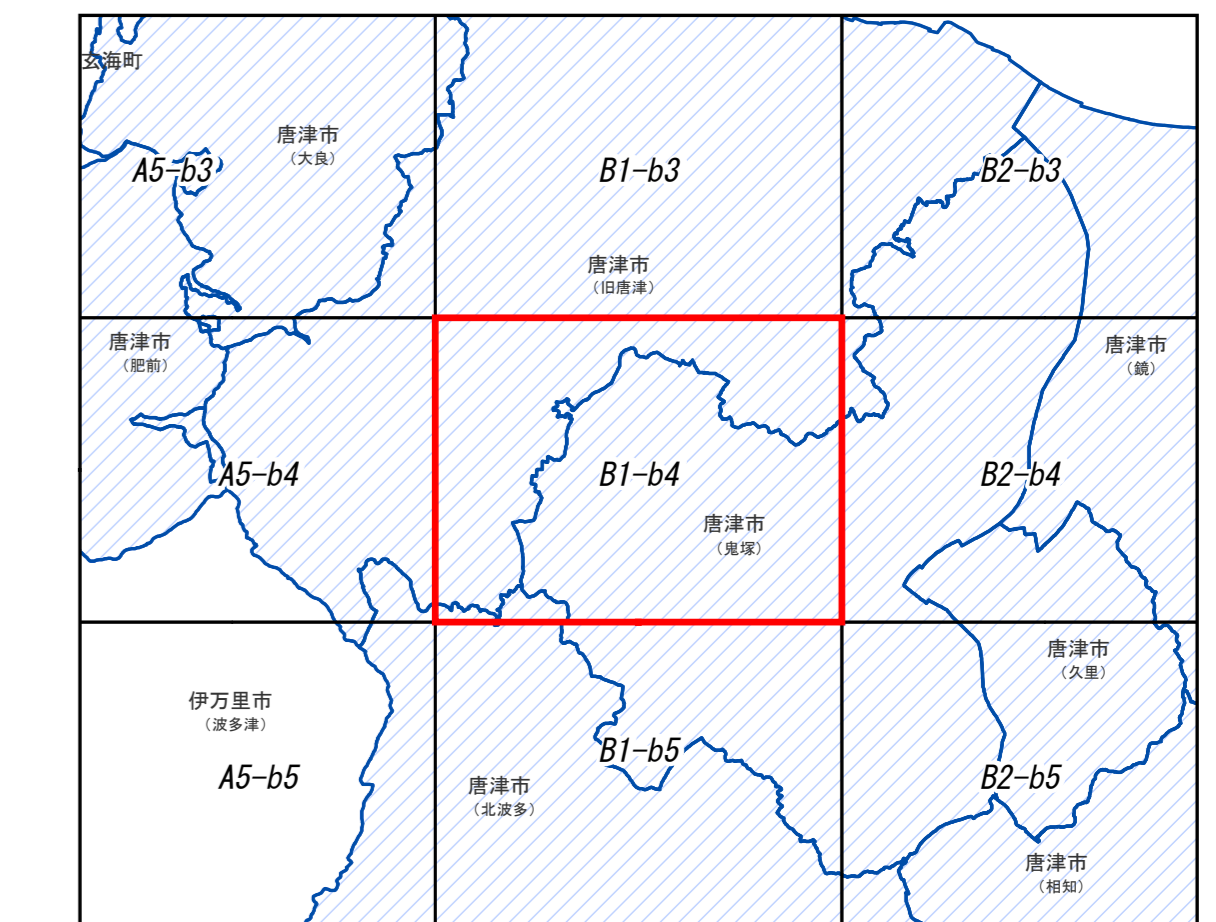 玄海町
唐津市
（大良）
A5-b3
B1-b3
B2-b3
唐津市
（旧唐津）
唐津市
（肥前）
唐津市
（鏡）
A5-b4
B1-b4
B2-b4
唐津市
（鬼塚）
唐津市
（久里）
伊万里市
（波多津）
A5-b5
B1-b5
B2-b5
唐津市
（北波多）
唐津市
（相知）